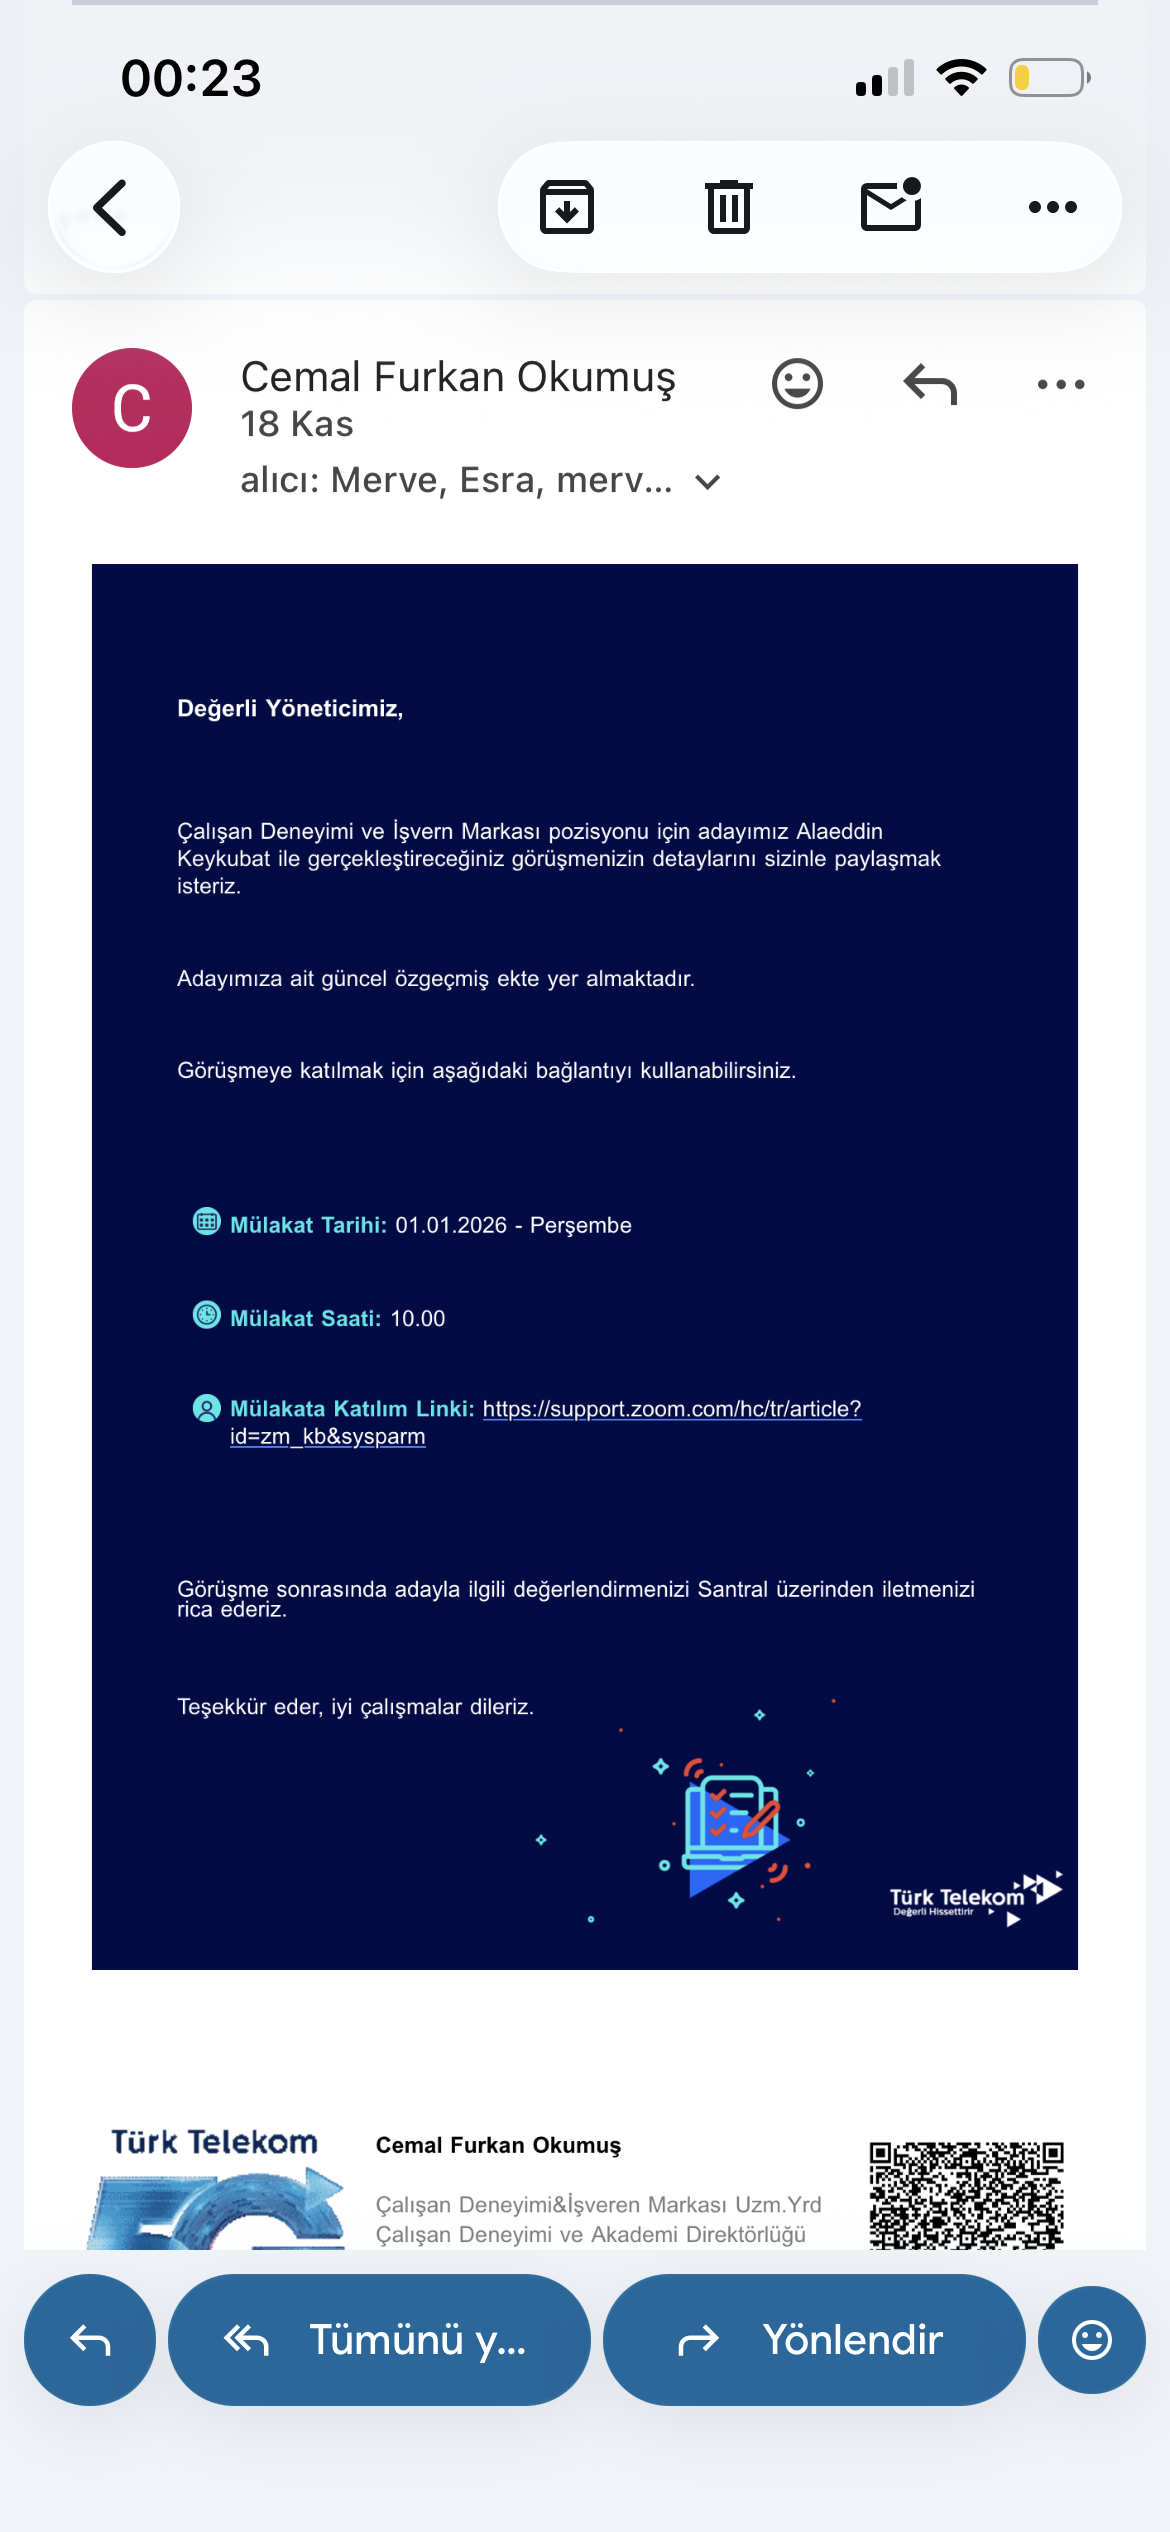 00:23
C
Cemal Furkan Okumuş
18 Kas
alıcı: Merve, Esra, merv...
Değerli Yöneticimiz,
Çalışan Deneyimi ve İşvern Markası pozisyonu için adayımız Alaeddin
Keykubat ile gerçekleştireceğiniz görüşmenizin detaylarını sizinle paylaşmak
isteriz.
Adayımıza ait güncel özgeçmiş ekte yer almaktadır.
Görüşmeye katılmak için aşağıdaki bağlantıyı kullanabilirsiniz.
Mülakat Tarihi: 01.01.2026 - Perşembe
Mülakat Saati: 10.00
Mülakata Katılım Linki: https://support.zoom.com/hc/tr/article?
id=zm_kb&sysparm
Görüşme sonrasında adayla ilgili değerlendirmenizi Santral üzerinden iletmenizi
rica ederiz.
Teşekkür eder, iyi çalışmalar dileriz.
Türk Telekom
Değerli Hissettirir
Türk Telekom
5G
Cemal Furkan Okumuş
Çalışan Deneyimi&İşveren Markası Uzm.Yrd
Çalışan Deneyimi ve Akademi Direktörlüğü
Tümünü y...
Yönlendir